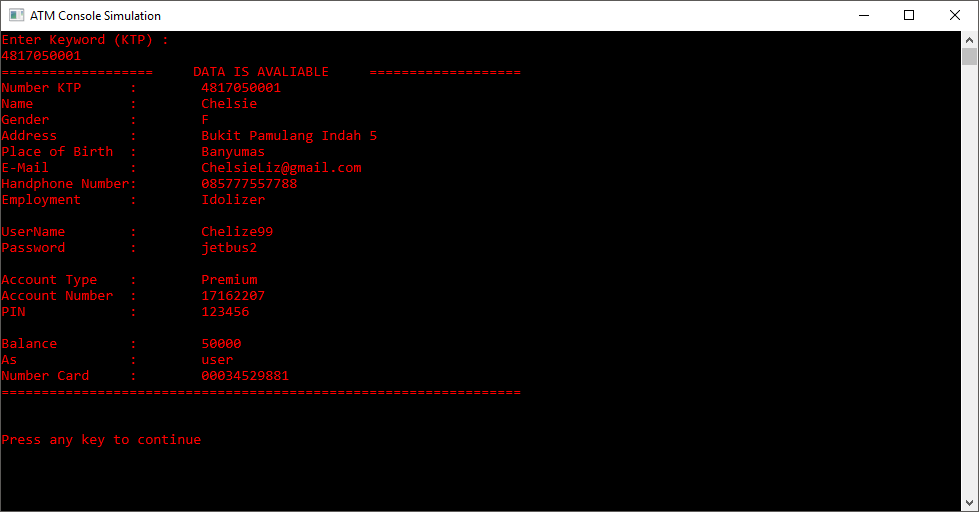 ATM Console Simulation
Enter Keyword (KTP) :
4817050001
===================     DATA IS AVALIABLE     ===================
Number KTP      :        4817050001
Name            :        Chelsie
Gender          :        F
Address         :        Bukit Pamulang Indah 5
Place of Birth  :        Banyumas
E-Mail          :        ChelsieLiz@gmail.com
Handphone Number:        085777557788
Employment      :        Idolizer
UserName        :        Chelize99
Password        :        jetbus2
Account Type    :        Premium
Account Number  :        17162207
PIN             :        123456
Balance         :        50000
As              :        user
Number Card     :        00034529881
=================================================================
Press any key to continue